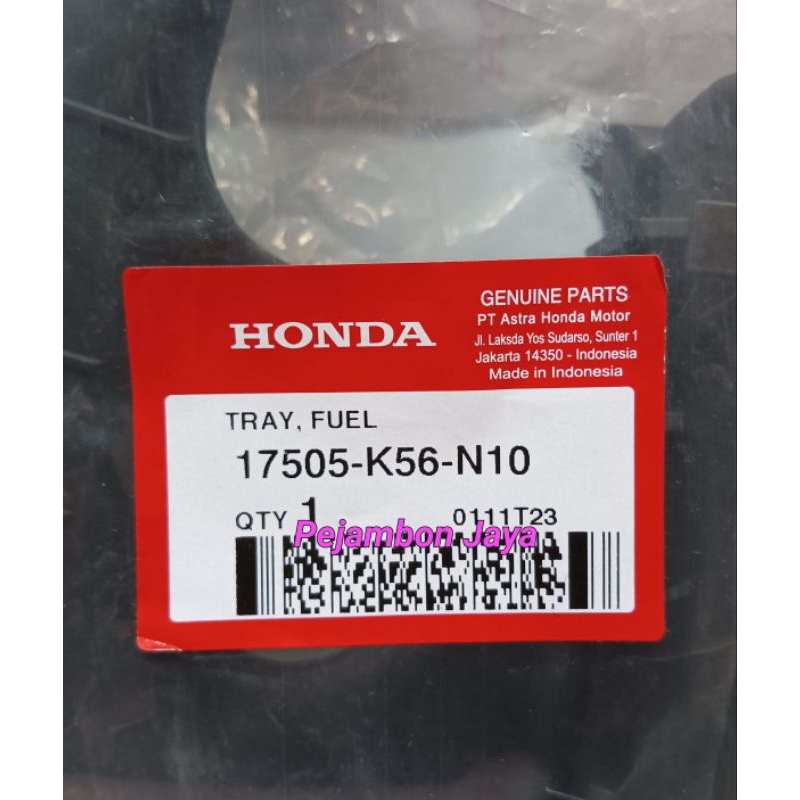 HONDA
GENUINE PARTS
PT Astra Honda Motor
Jl. Laksda Yos Sudarso, Sunter 1
Jakarta 14350 - Indonesia
Made in Indonesia
TRAY, FUEL
17505-K56-N10
QTY 1 0111T23
Pejambon Jaya